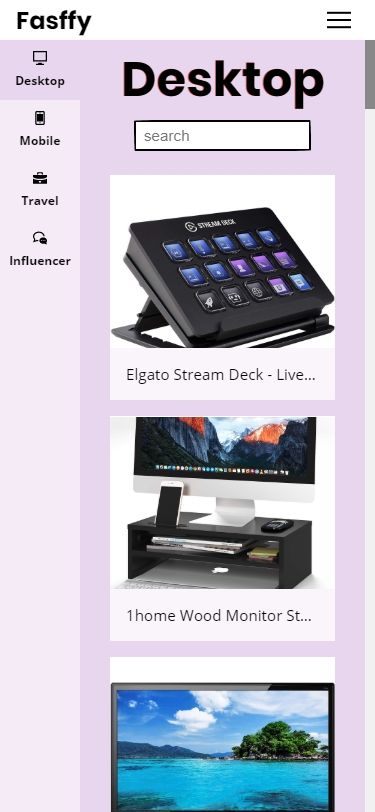 Fasffy
Desktop
Mobile
Travel
Influencer
Desktop
search
STREAM DECK
Elgato Stream Deck - Live...
1home Wood Monitor St...